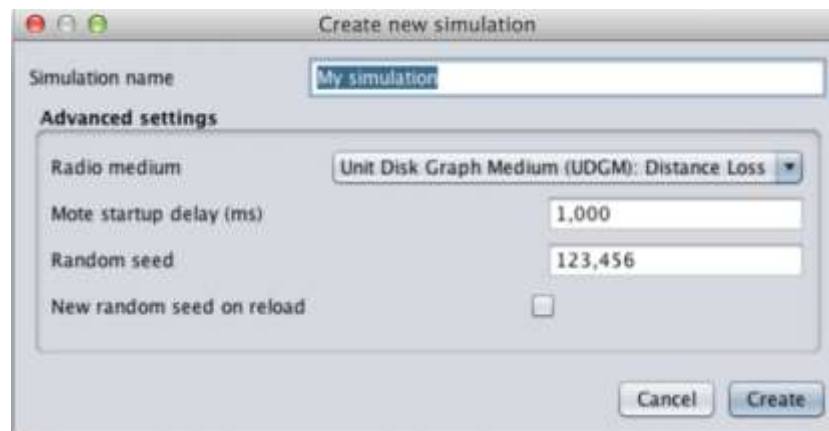 Create new simulation
Simulation name My simulation
Advanced settings
Radio medium Unit Disk Graph Medium (UDGM): Distance Loss
Mote startup delay (ms) 1,000
Random seed 123,456
New random seed on reload
Cancel Create